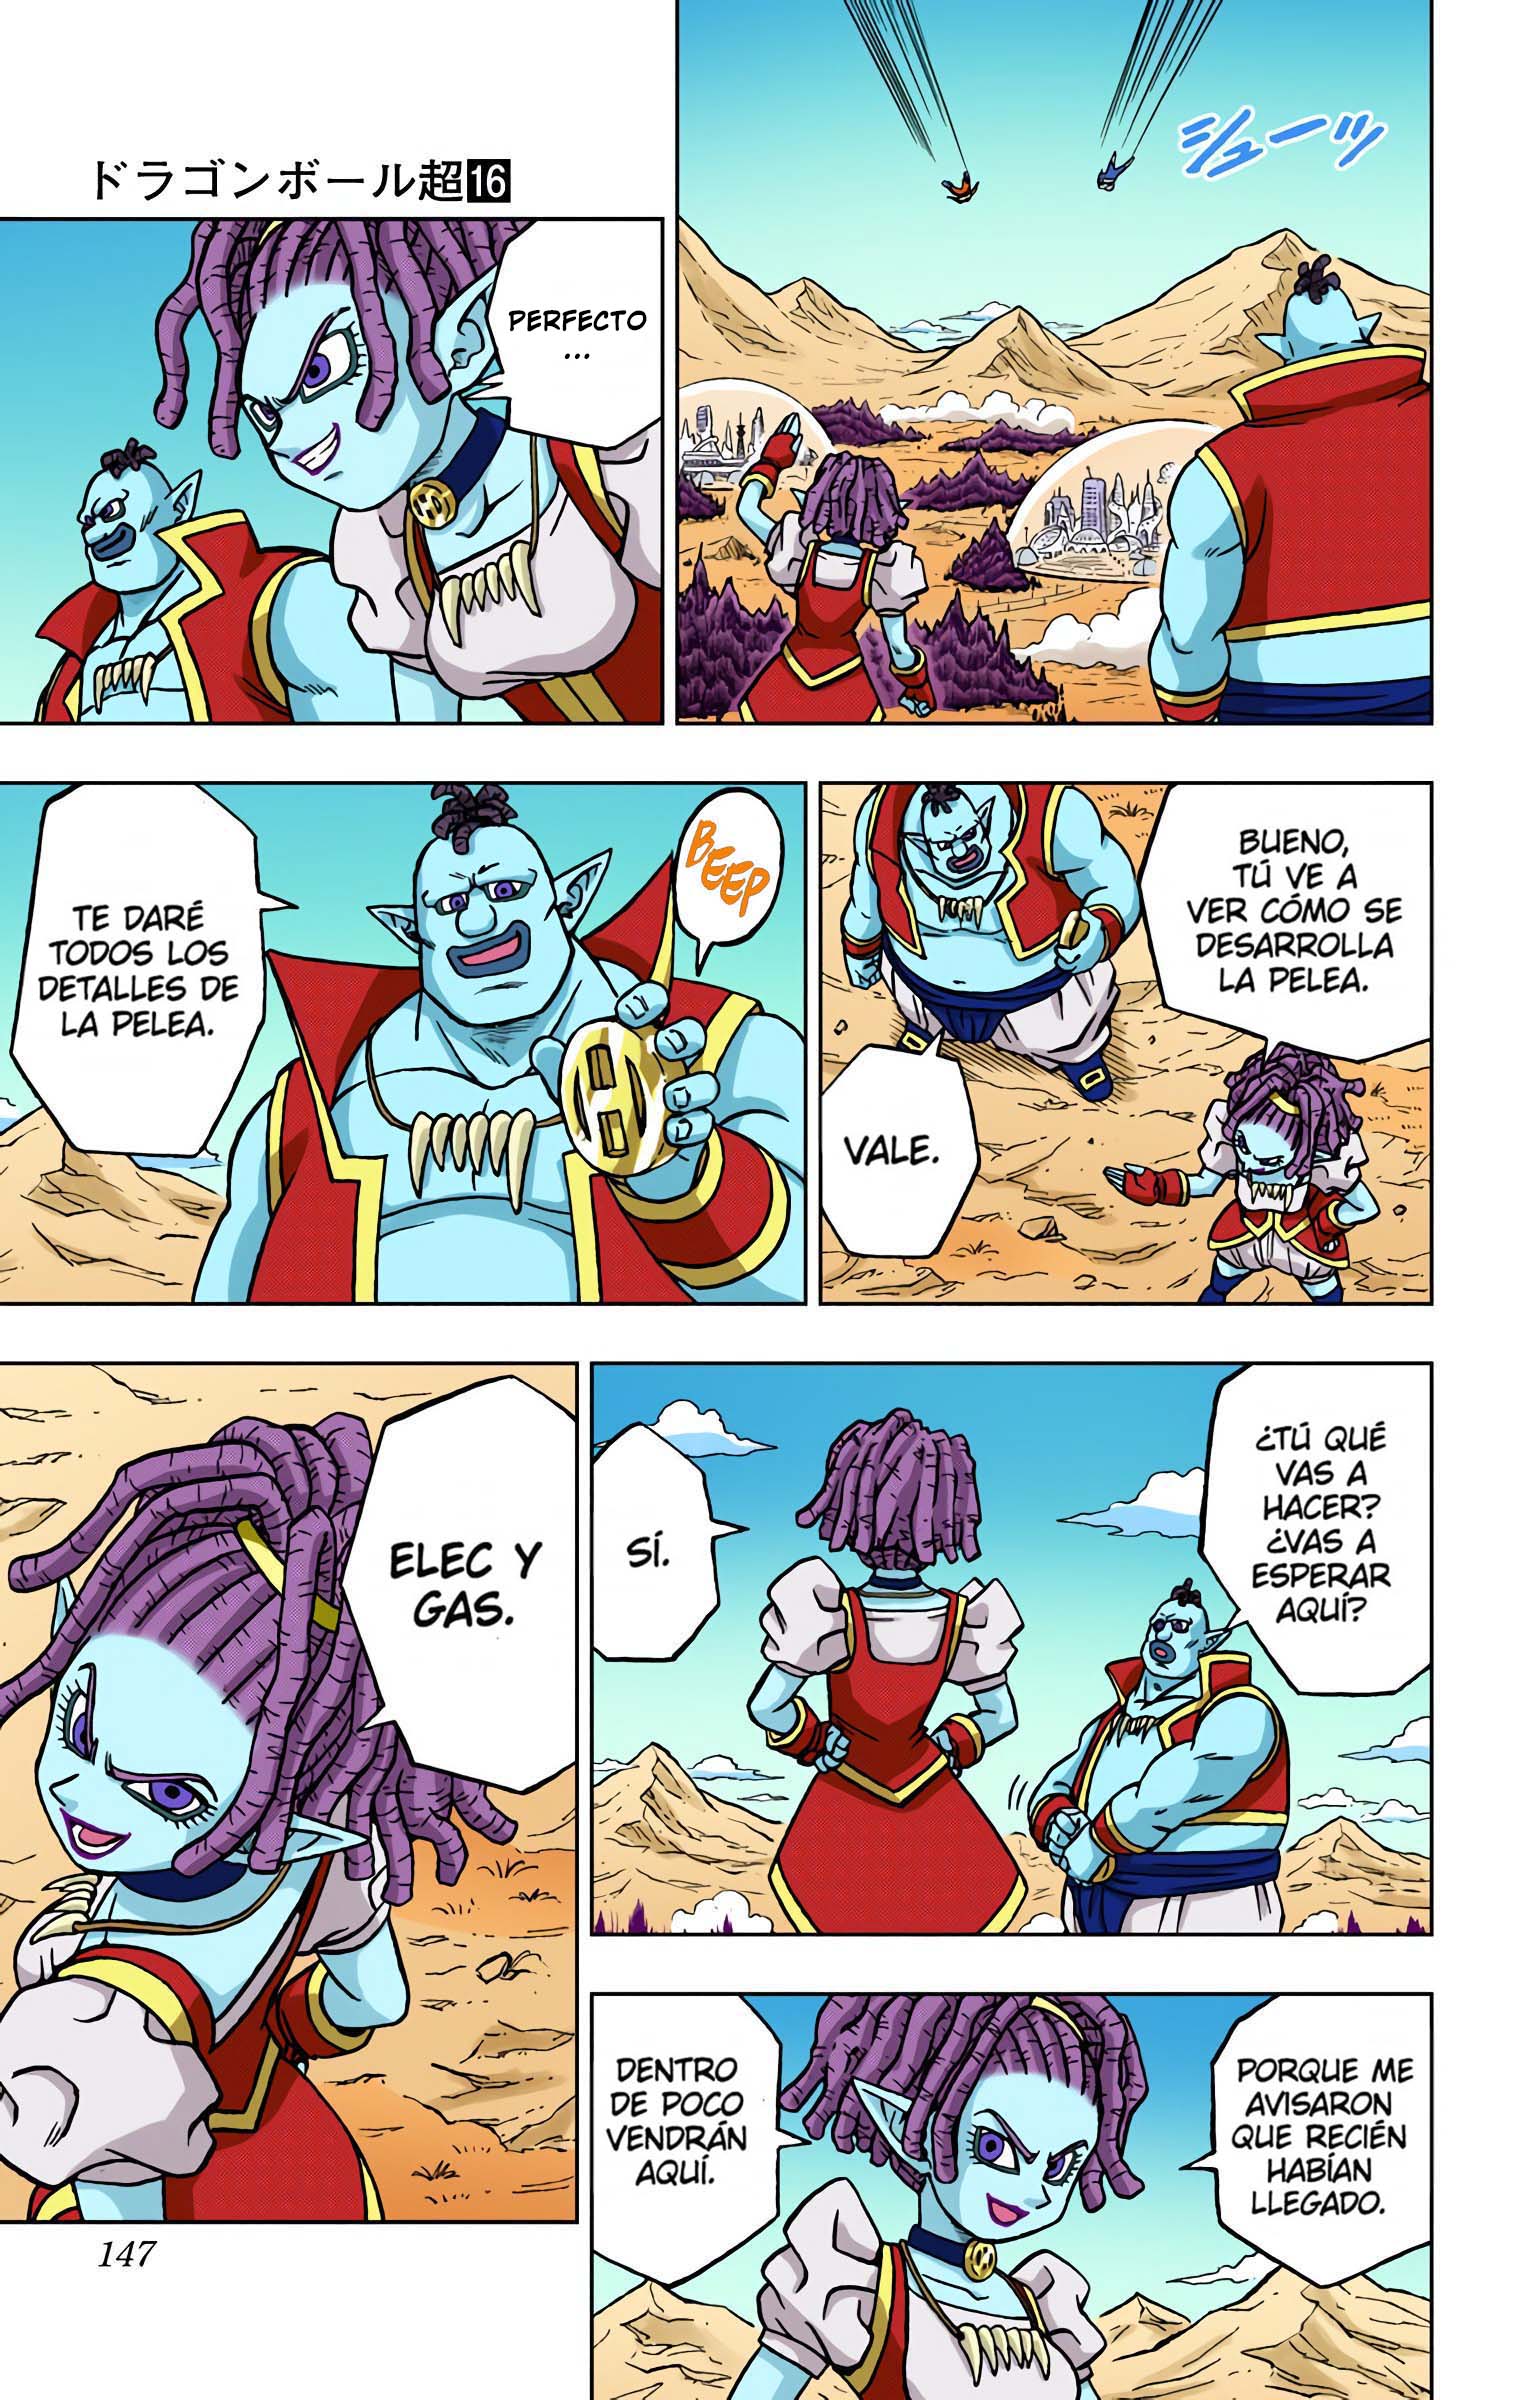 シューッ
ドラゴンボール超16
PERFECTO
...
BUENO,
TÚ VE A
VER CÓMO SE
DESARROLLA
LA PELEA.
VALE.
BEEP
TE DARÉ
TODOS LOS
DETALLES DE
LA PELEA.
¿TÚ QUÉ
VAS A
HACER?
¿VAS A
ESPERAR
AQUÍ?
SÍ.
PORQUE ME
AVISARON
QUE RECIÉN
HABÍAN
LLEGADO.
DENTRO
DE POCO
VENDRÁN
AQUÍ.
ELEC Y
GAS.
147